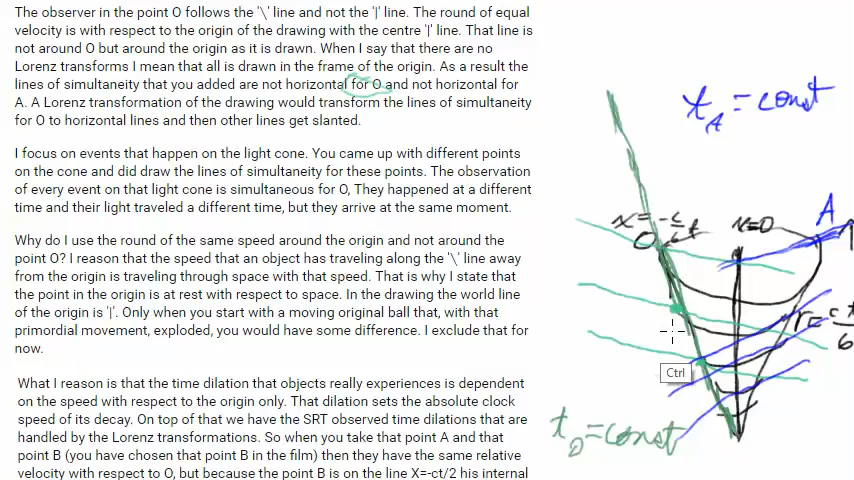 The observer in the point O follows the '\' line and not the '|' line. The round of equal
velocity is with respect to the origin of the drawing with the centre '|' line. That line is
not around O but around the origin as it is drawn. When I say that there are no
Lorenz transforms I mean that all is drawn in the frame of the origin. As a result the
lines of simultaneity that you added are not horizontal for O and not horizontal for
A. A Lorenz transformation of the drawing would transform the lines of simultaneity
for O to horizontal lines and then other lines get slanted.
I focus on events that happen on the light cone. You came up with different points
on the cone and did draw the lines of simultaneity for these points. The observation
of every event on that light cone is simultaneous for O, They happened at a different
time and their light traveled a different time, but they arrive at the same moment.
Why do I use the round of the same speed around the origin and not around the
point O? I reason that the speed that an object has traveling along the '\' line away
from the origin is traveling through space with that speed. That is why I state that
the point in the origin is at rest with respect to space. In the drawing the world line
of the origin is '|'. Only when you start with a moving original ball that, with that
primordial movement, exploded, you would have some difference. I exclude that for
now.
What I reason is that the time dilation that objects really experiences is dependent
on the speed with respect to the origin only. That dilation sets the absolute clock
speed of its decay. On top of that we have the SRT observed time dilations that are
handled by the Lorenz transformations. So when you take that point A and that
point B (you have chosen that point B in the film) then they have the same relative
velocity with respect to O, but because the point B is on the line X=-ct/2 his internal
t_A = const
A
x=-c/6 t
x=0
O
r=ct/6
Ctrl
t_O = const